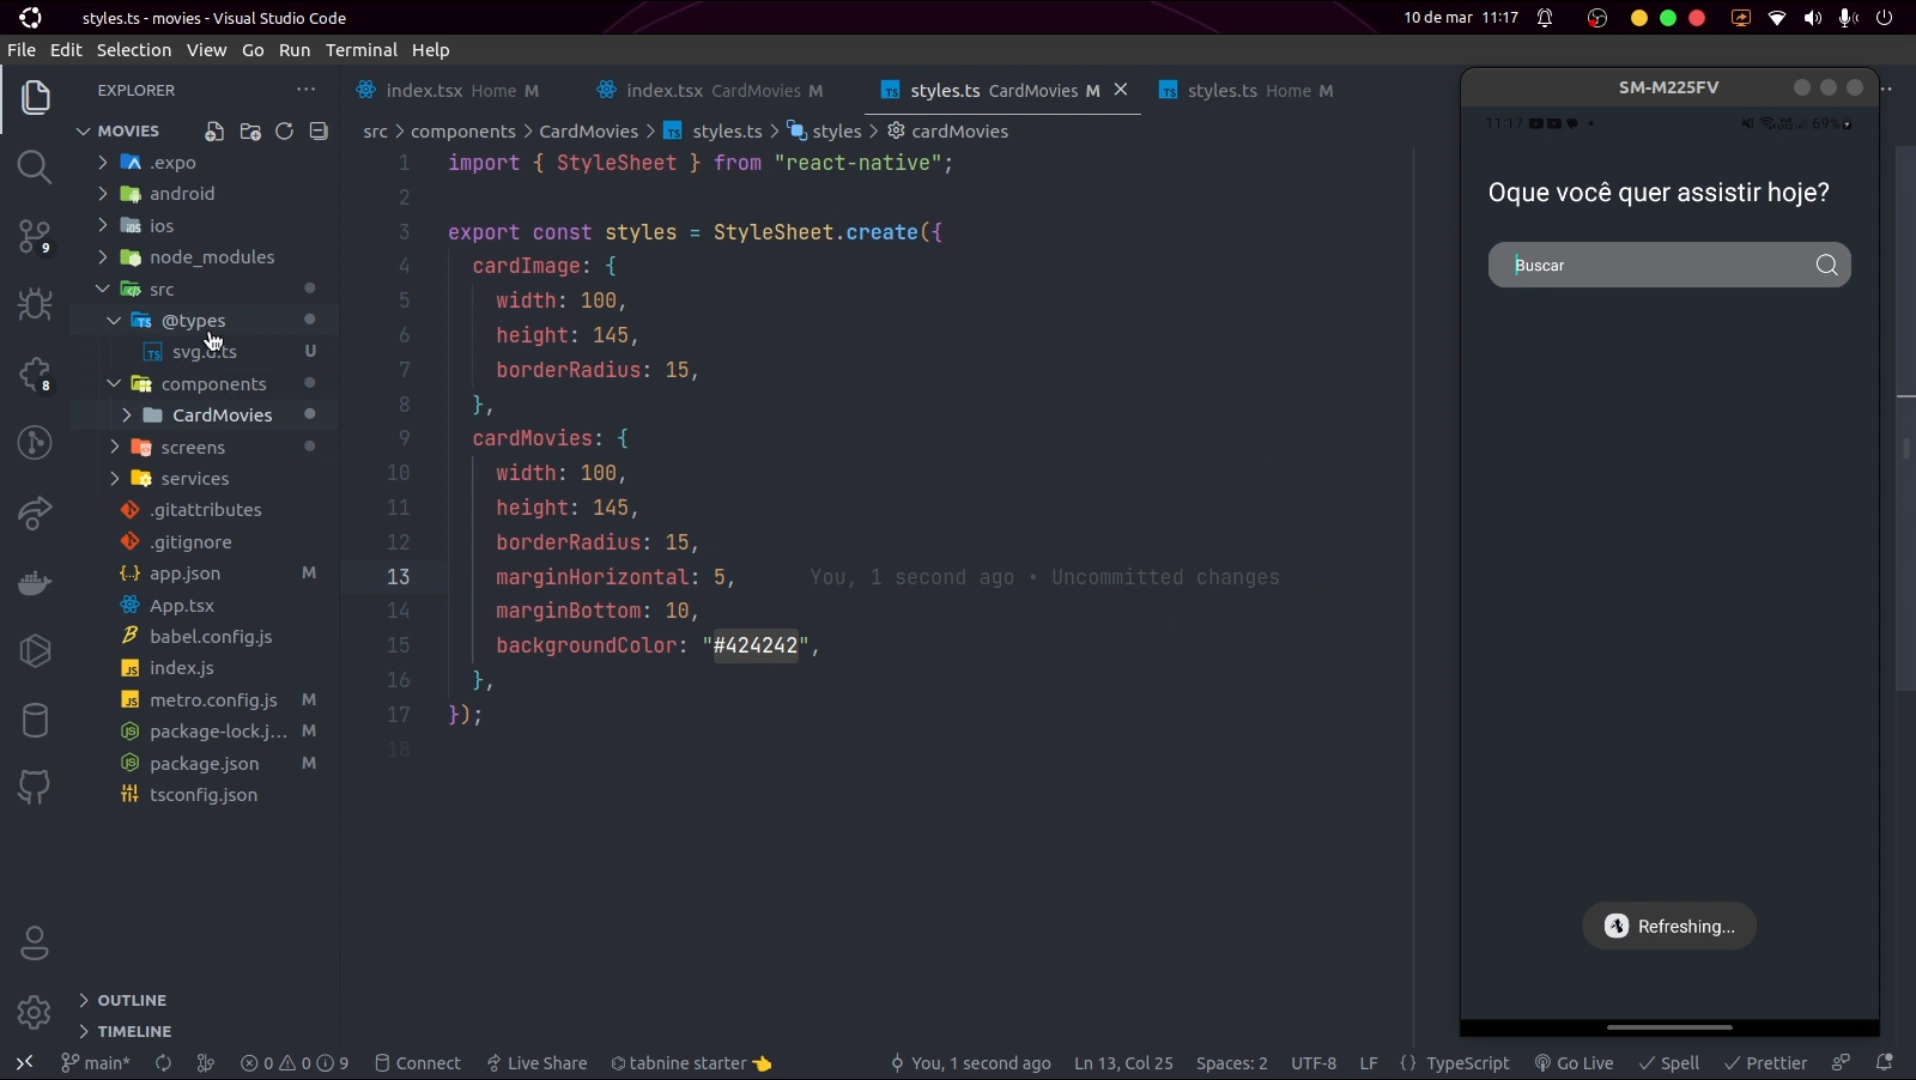 styles.ts - movies - Visual Studio Code
10 de mar 11:17
File Edit Selection View Go Run Terminal Help
EXPLORER
MOVIES
.expo
android
ios
node_modules
src
@types
svg.d.ts U
components
CardMovies
screens
services
.gitattributes
.gitignore
app.json M
App.tsx
babel.config.js
index.js
metro.config.js M
package-lock.j... M
package.json M
tsconfig.json
OUTLINE
TIMELINE
9
8
index.tsx Home M
index.tsx CardMovies M
styles.ts CardMovies M
styles.ts Home M
src > components > CardMovies > styles.ts > styles > cardMovies
1 import { StyleSheet } from "react-native";
2
3 export const styles = StyleSheet.create({
4 cardImage: {
5 width: 100,
6 height: 145,
7 borderRadius: 15,
8 },
9 cardMovies: {
10 width: 100,
11 height: 145,
12 borderRadius: 15,
13 marginHorizontal: 5, You, 1 second ago • Uncommitted changes
14 marginBottom: 10,
15 backgroundColor: "#424242",
16 },
17 });
18
SM-M225FV
11:17
69%
Oque você quer assistir hoje?
Buscar
Refreshing...
main* 0 0 9 Connect Live Share tabnine starter You, 1 second ago Ln 13, Col 25 Spaces: 2 UTF-8 LF {} TypeScript Go Live Spell Prettier